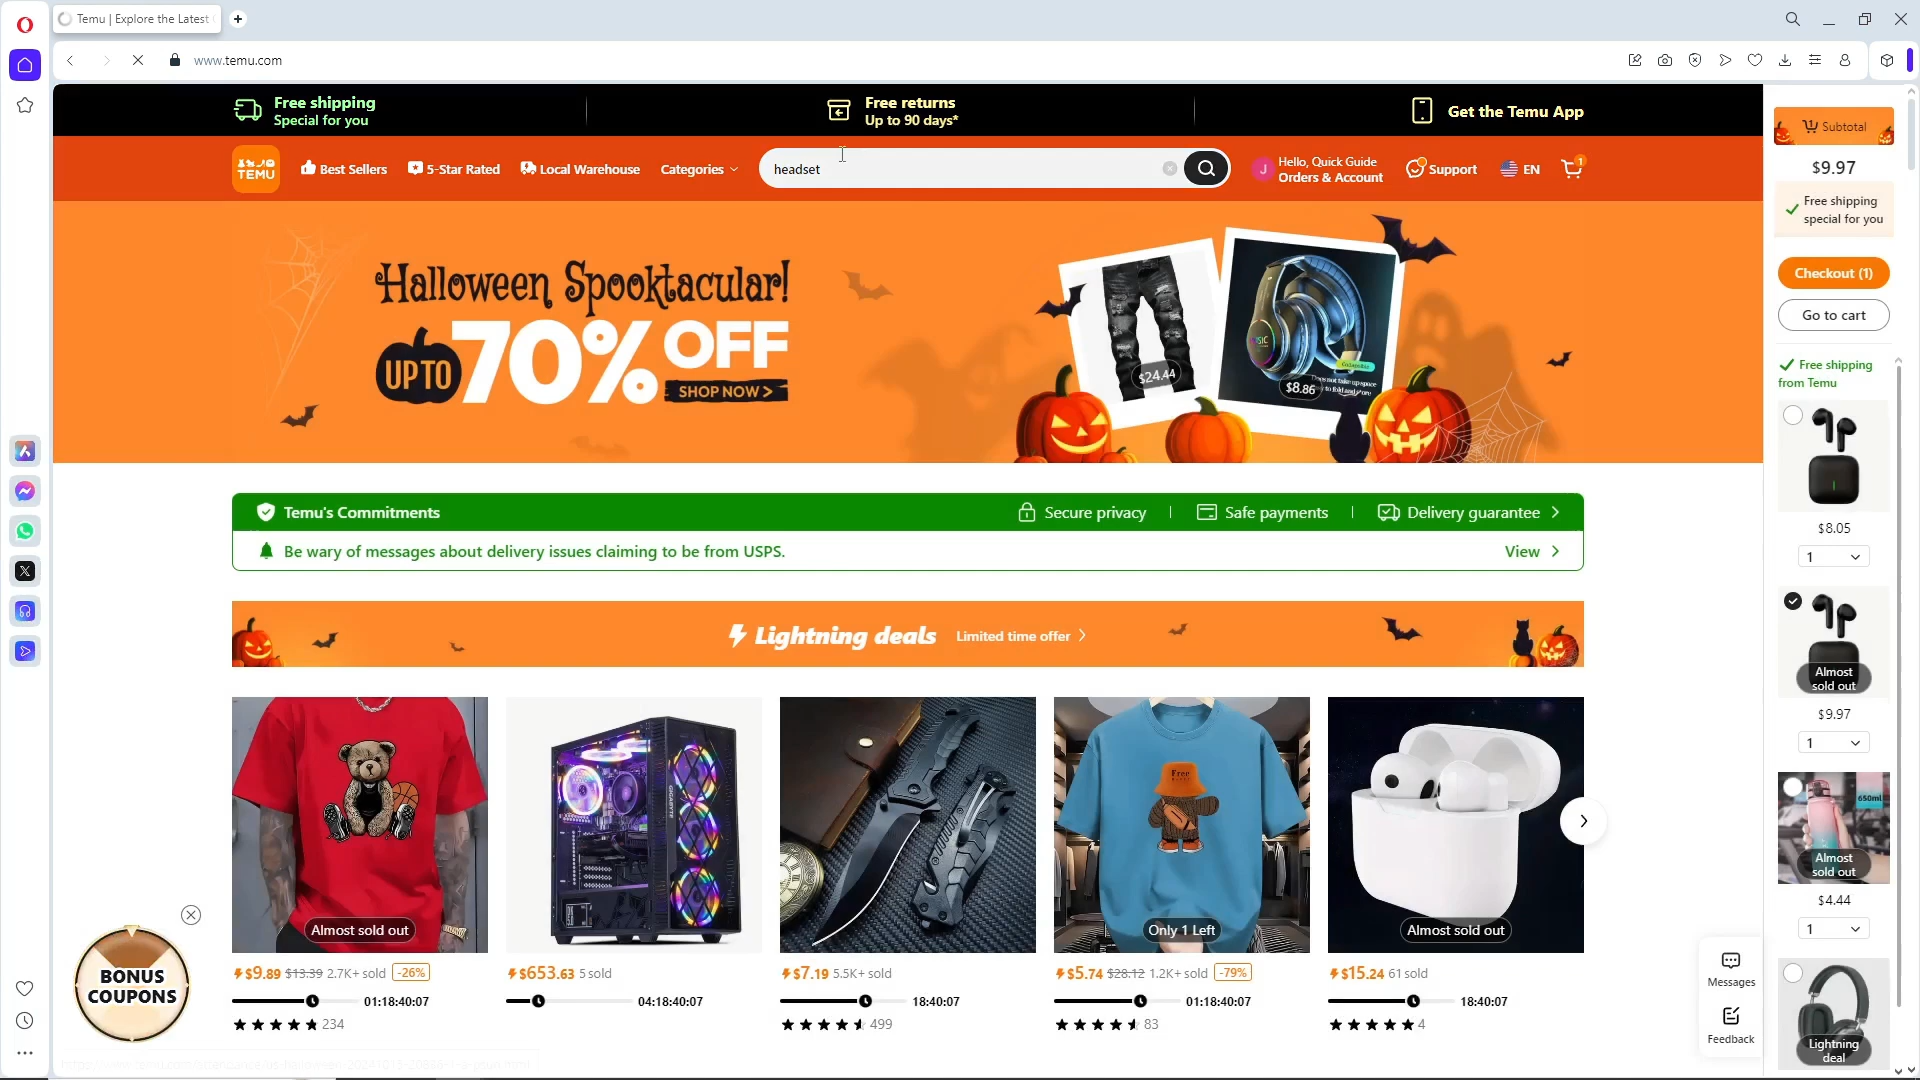 Temu | Explore the Latest
www.temu.com
Free shipping
Special for you
Free returns
Up to 90 days*
Get the Temu App
TEMU
Best Sellers
5-Star Rated
Local Warehouse
Categories
headset
J
Hello, Quick Guide
Orders & Account
Support
EN
1
Halloween Spooktacular!
UP TO 70% OFF
SHOP NOW >
$24.44
$8.86
Temu's Commitments
Secure privacy
Safe payments
Delivery guarantee
Be wary of messages about delivery issues claiming to be from USPS.
View
Lightning deals
Limited time offer
Almost sold out
$9.89 $13.39 2.7K+ sold -26%
01:18:40:07
234
$653.63 5 sold
04:18:40:07
$7.19 5.5K+ sold
18:40:07
499
Free
Only 1 Left
$5.74 $28.12 1.2K+ sold -79%
01:18:40:07
83
Almost sold out
$15.24 61 sold
18:40:07
4
BONUS
COUPONS
Messages
Feedback
Subtotal
$9.97
Free shipping
special for you
Checkout (1)
Go to cart
Free shipping
from Temu
$8.05
1
Almost
sold out
$9.97
1
650ml
Almost
sold out
$4.44
1
Lightning
deal